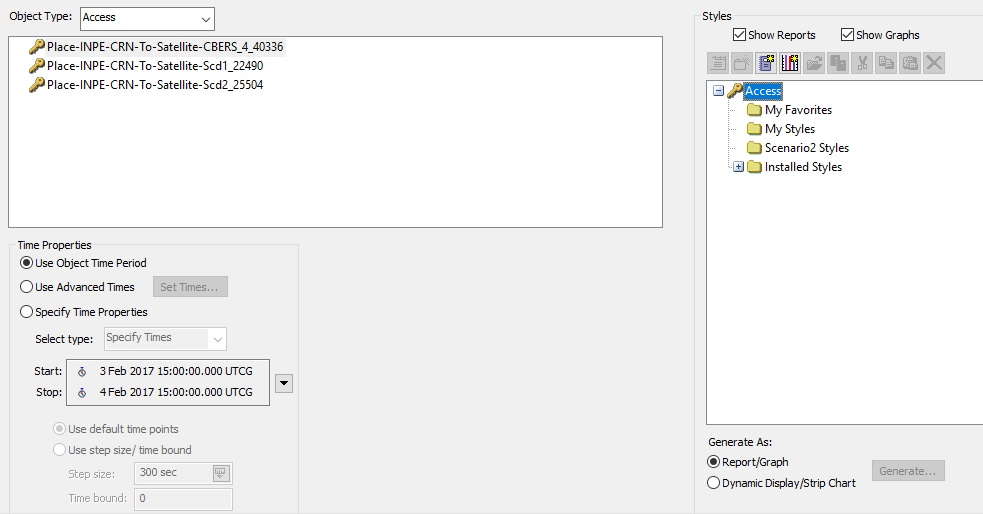 Object Type: Access
Place-INPE-CRN-To-Satellite-CBERS_4_40336
Place-INPE-CRN-To-Satellite-Scd1_22490
Place-INPE-CRN-To-Satellite-Scd2_25504
Time Properties
Use Object Time Period
Use Advanced Times Set Times...
Specify Time Properties
Select type: Specify Times
Start: 3 Feb 2017 15:00:00.000 UTCG
Stop: 4 Feb 2017 15:00:00.000 UTCG
Use default time points
Use step size/ time bound
Step size: 300 sec
Time bound: 0
Styles
Show Reports Show Graphs
Access
My Favorites
My Styles
Scenario2 Styles
Installed Styles
Generate As:
Report/Graph
Generate...
Dynamic Display/Strip Chart